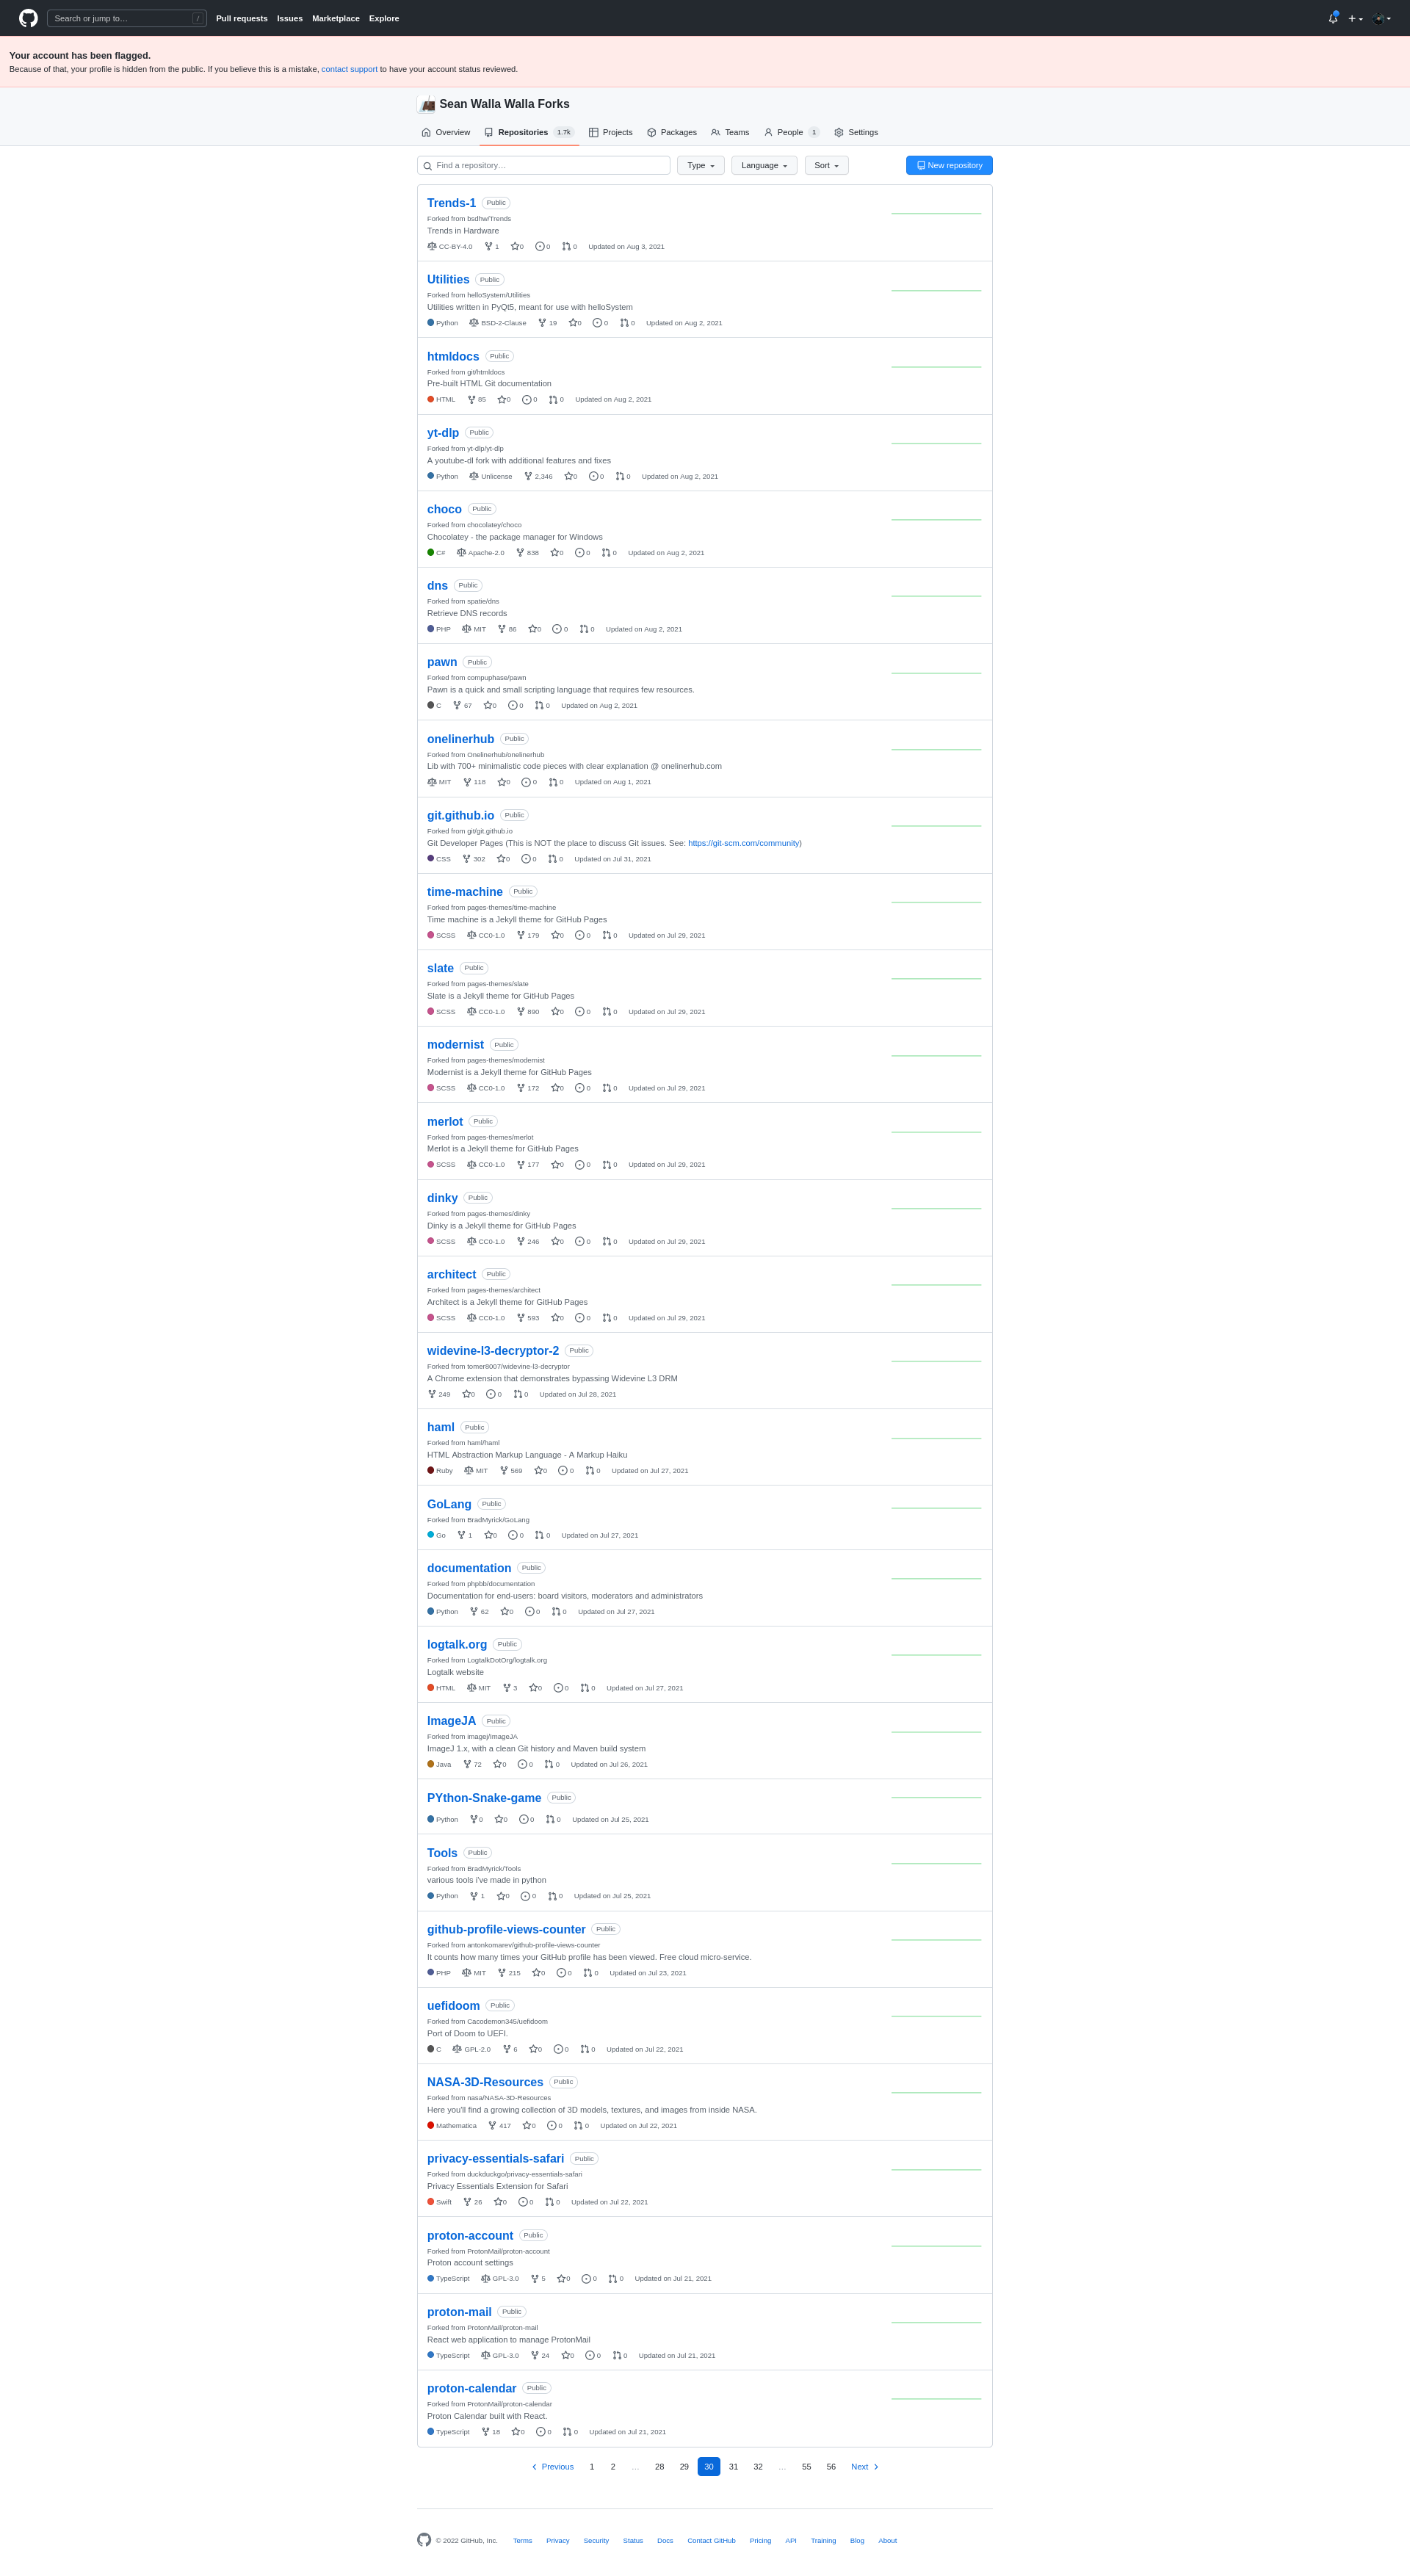 Search or jump to… /
Pull requests Issues Marketplace Explore
Your account has been flagged.
Because of that, your profile is hidden from the public. If you believe this is a mistake, contact support to have your account status reviewed.
Sean Walla Walla Forks
Overview Repositories 1.7k Projects Packages Teams People 1 Settings
Find a repository… Type Language Sort New repository
Trends-1 Public
Forked from bsdhw/Trends
Trends in Hardware
CC-BY-4.0 1 0 0 0 Updated on Aug 3, 2021
Utilities Public
Forked from helloSystem/Utilities
Utilities written in PyQt5, meant for use with helloSystem
Python BSD-2-Clause 19 0 0 0 Updated on Aug 2, 2021
htmldocs Public
Forked from git/htmldocs
Pre-built HTML Git documentation
HTML 85 0 0 0 Updated on Aug 2, 2021
yt-dlp Public
Forked from yt-dlp/yt-dlp
A youtube-dl fork with additional features and fixes
Python Unlicense 2,346 0 0 0 Updated on Aug 2, 2021
choco Public
Forked from chocolatey/choco
Chocolatey - the package manager for Windows
C# Apache-2.0 838 0 0 0 Updated on Aug 2, 2021
dns Public
Forked from spatie/dns
Retrieve DNS records
PHP MIT 86 0 0 0 Updated on Aug 2, 2021
pawn Public
Forked from compuphase/pawn
Pawn is a quick and small scripting language that requires few resources.
C 67 0 0 0 Updated on Aug 2, 2021
onelinerhub Public
Forked from Onelinerhub/onelinerhub
Lib with 700+ minimalistic code pieces with clear explanation @ onelinerhub.com
MIT 118 0 0 0 Updated on Aug 1, 2021
git.github.io Public
Forked from git/git.github.io
Git Developer Pages (This is NOT the place to discuss Git issues. See: https://git-scm.com/community)
CSS 302 0 0 0 Updated on Jul 31, 2021
time-machine Public
Forked from pages-themes/time-machine
Time machine is a Jekyll theme for GitHub Pages
SCSS CC0-1.0 179 0 0 0 Updated on Jul 29, 2021
slate Public
Forked from pages-themes/slate
Slate is a Jekyll theme for GitHub Pages
SCSS CC0-1.0 890 0 0 0 Updated on Jul 29, 2021
modernist Public
Forked from pages-themes/modernist
Modernist is a Jekyll theme for GitHub Pages
SCSS CC0-1.0 172 0 0 0 Updated on Jul 29, 2021
merlot Public
Forked from pages-themes/merlot
Merlot is a Jekyll theme for GitHub Pages
SCSS CC0-1.0 177 0 0 0 Updated on Jul 29, 2021
dinky Public
Forked from pages-themes/dinky
Dinky is a Jekyll theme for GitHub Pages
SCSS CC0-1.0 246 0 0 0 Updated on Jul 29, 2021
architect Public
Forked from pages-themes/architect
Architect is a Jekyll theme for GitHub Pages
SCSS CC0-1.0 593 0 0 0 Updated on Jul 29, 2021
widevine-l3-decryptor-2 Public
Forked from tomer8007/widevine-l3-decryptor
A Chrome extension that demonstrates bypassing Widevine L3 DRM
249 0 0 0 Updated on Jul 28, 2021
haml Public
Forked from haml/haml
HTML Abstraction Markup Language - A Markup Haiku
Ruby MIT 569 0 0 0 Updated on Jul 27, 2021
GoLang Public
Forked from BradMyrick/GoLang
Go 1 0 0 0 Updated on Jul 27, 2021
documentation Public
Forked from phpbb/documentation
Documentation for end-users: board visitors, moderators and administrators
Python 62 0 0 0 Updated on Jul 27, 2021
logtalk.org Public
Forked from LogtalkDotOrg/logtalk.org
Logtalk website
HTML MIT 3 0 0 0 Updated on Jul 27, 2021
ImageJA Public
Forked from imagej/ImageJA
ImageJ 1.x, with a clean Git history and Maven build system
Java 72 0 0 0 Updated on Jul 26, 2021
PYthon-Snake-game Public
Python 0 0 0 0 Updated on Jul 25, 2021
Tools Public
Forked from BradMyrick/Tools
various tools i've made in python
Python 1 0 0 0 Updated on Jul 25, 2021
github-profile-views-counter Public
Forked from antonkomarev/github-profile-views-counter
It counts how many times your GitHub profile has been viewed. Free cloud micro-service.
PHP MIT 215 0 0 0 Updated on Jul 23, 2021
uefidoom Public
Forked from Cacodemon345/uefidoom
Port of Doom to UEFI.
C GPL-2.0 6 0 0 0 Updated on Jul 22, 2021
NASA-3D-Resources Public
Forked from nasa/NASA-3D-Resources
Here you'll find a growing collection of 3D models, textures, and images from inside NASA.
Mathematica 417 0 0 0 Updated on Jul 22, 2021
privacy-essentials-safari Public
Forked from duckduckgo/privacy-essentials-safari
Privacy Essentials Extension for Safari
Swift 26 0 0 0 Updated on Jul 22, 2021
proton-account Public
Forked from ProtonMail/proton-account
Proton account settings
TypeScript GPL-3.0 5 0 0 0 Updated on Jul 21, 2021
proton-mail Public
Forked from ProtonMail/proton-mail
React web application to manage ProtonMail
TypeScript GPL-3.0 24 0 0 0 Updated on Jul 21, 2021
proton-calendar Public
Forked from ProtonMail/proton-calendar
Proton Calendar built with React.
TypeScript 18 0 0 0 Updated on Jul 21, 2021
Previous 1 2 … 28 29 30 31 32 … 55 56 Next
© 2022 GitHub, Inc. Terms Privacy Security Status Docs Contact GitHub Pricing API Training Blog About